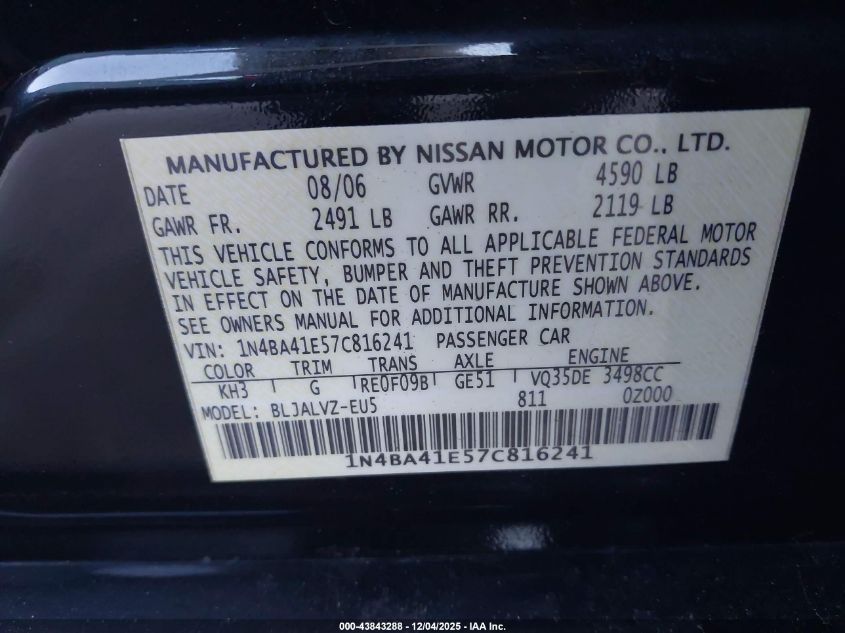 MANUFACTURED BY NISSAN MOTOR CO., LTD.
DATE 08/06 GVWR 4590 LB
GAWR FR. 2491 LB GAWR RR. 2119 LB
THIS VEHICLE CONFORMS TO ALL APPLICABLE FEDERAL MOTOR
VEHICLE SAFETY, BUMPER AND THEFT PREVENTION STANDARDS
IN EFFECT ON THE DATE OF MANUFACTURE SHOWN ABOVE.
SEE OWNERS MANUAL FOR ADDITIONAL INFORMATION.
VIN: 1N4BA41E57C816241 PASSENGER CAR
COLOR TRIM TRANS AXLE ENGINE
KH3 G RE0F09B GE51 VQ35DE 3498CC
MODEL: BLJALVZ-EU5 811 0Z000
1N4BA41E57C816241
000-43843288 - 12/04/2025 - IAA Inc.